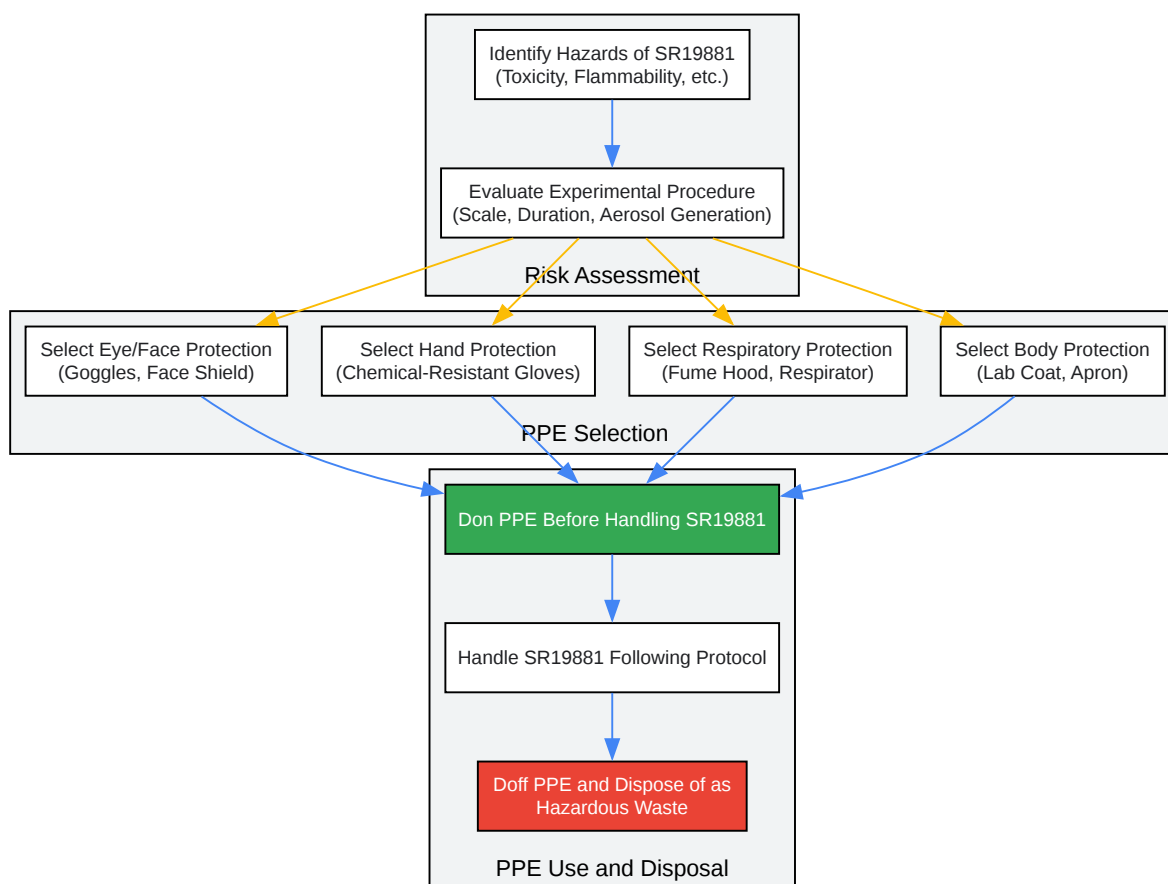 Identify Hazards of SR19881
(Toxicity, Flammability, etc.)
Evaluate Experimental Procedure
(Scale, Duration, Aerosol Generation)
Risk Assessment
Select Eye/Face Protection
(Goggles, Face Shield)
Select Hand Protection
(Chemical-Resistant Gloves)
Select Respiratory Protection
(Fume Hood, Respirator)
Select Body Protection
(Lab Coat, Apron)
PPE Selection
Don PPE Before Handling SR19881
Handle SR19881 Following Protocol
Doff PPE and Dispose of as
Hazardous Waste
PPE Use and Disposal